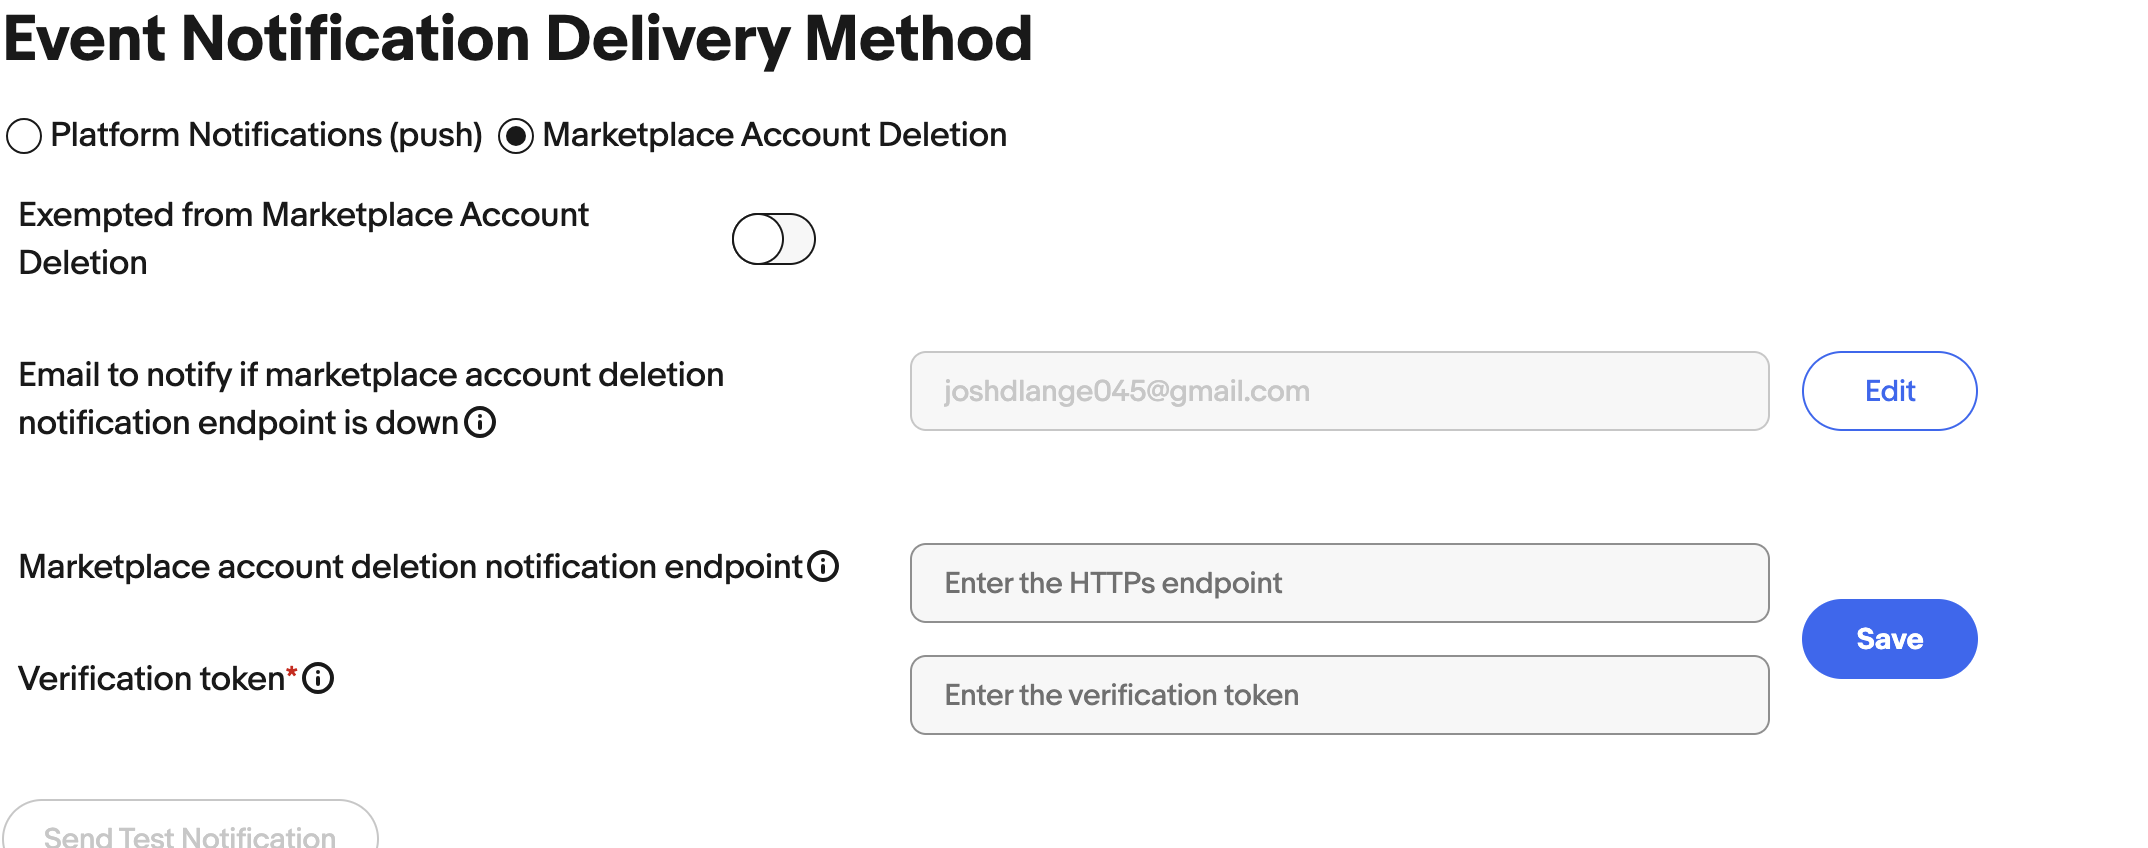 Event Notification Delivery Method
Platform Notifications (push) Marketplace Account Deletion
Exempted from Marketplace Account
Deletion
Email to notify if marketplace account deletion
notification endpoint is down
joshdlange045@gmail.com
Edit
Marketplace account deletion notification endpoint
Enter the HTTPs endpoint
Save
Verification token*
Enter the verification token
Send Test Notification